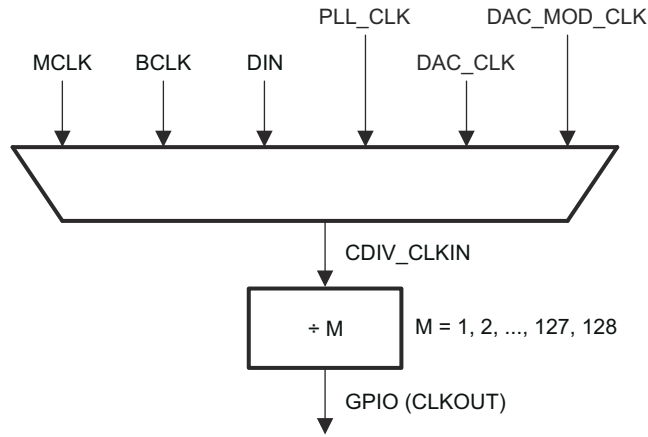 PLL_CLK DAC_MOD_CLK
MCLK BCLK DIN DAC_CLK
CDIV_CLKIN
÷ M M = 1, 2, ..., 127, 128
GPIO (CLKOUT)